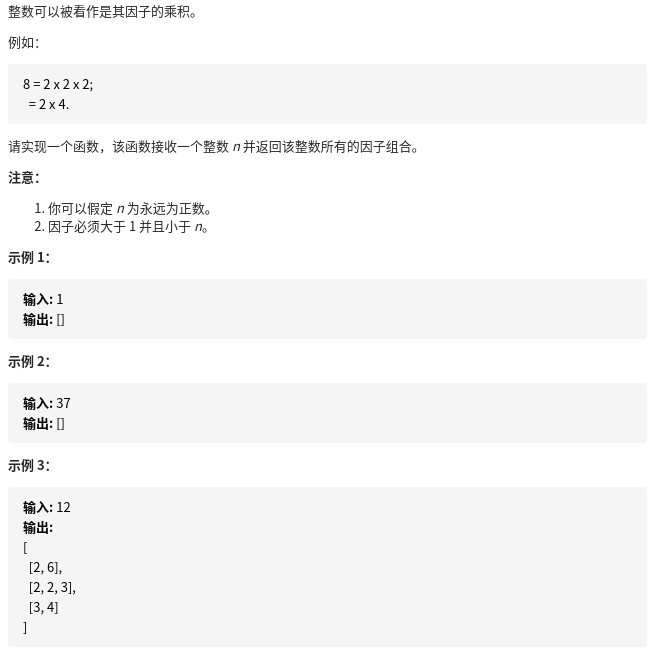 整数可以被看作是其因子的乘积。
例如：
8 = 2 x 2 x 2;
= 2 x 4.
请实现一个函数，该函数接收一个整数 n 并返回该整数所有的因子组合。
注意：
1. 你可以假定 n 为永远为正数。
2. 因子必须大于 1 并且小于 n。
示例 1：
输入: 1
输出: []
示例 2：
输入: 37
输出: []
示例 3：
输入: 12
输出:
[
[2, 6],
[2, 2, 3],
[3, 4]
]